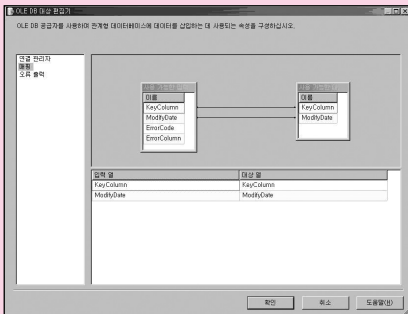 OLE DB 대상 편집기
OLE DB 공급자를 사용하여 관계형 데이터베이스에 데이터를 삽입하는 데 사용되는 속성을 구성하십시오.
연결 관리자
매핑
오류 출력
이름
KeyColumn
ModifyDate
ErrorCode
ErrorColumn
이름
KeyColumn
ModifyDate
입력 열 대상 열
KeyColumn KeyColumn
ModifyDate ModifyDate
확인 취소 도움말(H)